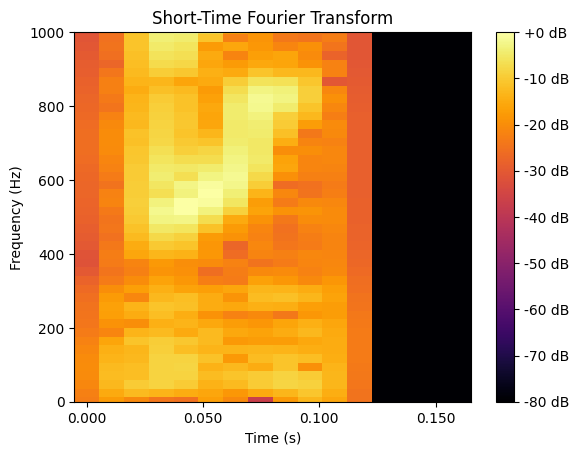 Short-Time Fourier Transform
1000
800
600
400
200
0
Frequency (Hz)
0.000
0.050
0.100
0.150
Time (s)
+0 dB
-10 dB
-20 dB
-30 dB
-40 dB
-50 dB
-60 dB
-70 dB
-80 dB